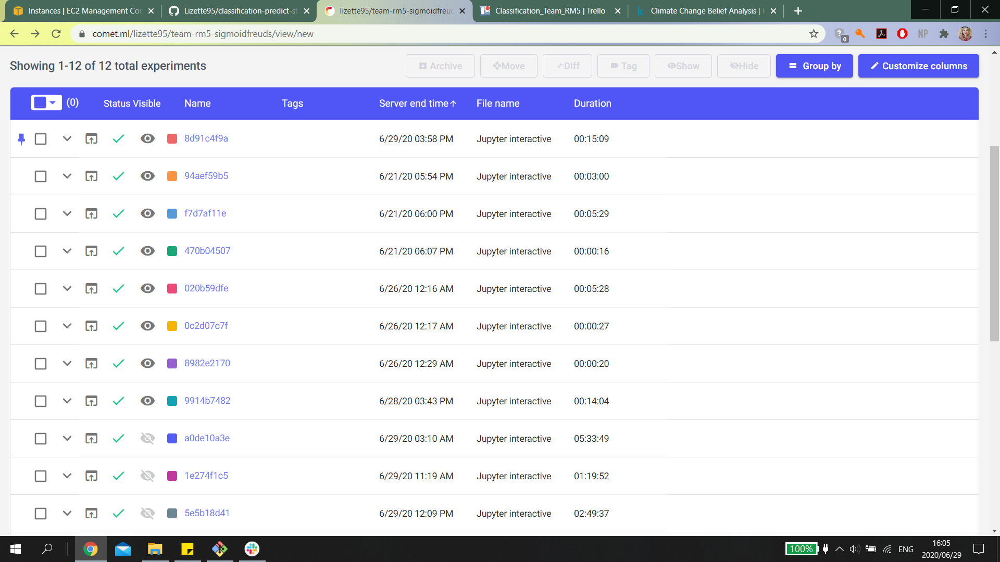 Instances | EC2 Management Con
Lizette95/classification-predict-st
lizette95/team-rm5-sigmoidfreud
Classification_Team_RM5 | Trello
Climate Change Belief Analysis |
comet.ml/lizette95/team-rm5-sigmoidfreuds/view/new
0
NP
Showing 1-12 of 12 total experiments
Archive
Move
Diff
Tag
Show
Hide
Group by
Customize columns
(0) Status Visible Name Tags Server end time File name Duration
8d91c4f9a 6/29/20 03:58 PM Jupyter interactive 00:15:09
94aef59b5 6/21/20 05:54 PM Jupyter interactive 00:03:00
f7d7af11e 6/21/20 06:00 PM Jupyter interactive 00:05:29
470b04507 6/21/20 06:07 PM Jupyter interactive 00:00:16
020b59dfe 6/26/20 12:16 AM Jupyter interactive 00:05:28
0c2d07c7f 6/26/20 12:17 AM Jupyter interactive 00:00:27
8982e2170 6/26/20 12:29 AM Jupyter interactive 00:00:20
9914b7482 6/28/20 03:43 PM Jupyter interactive 00:14:04
a0de10a3e 6/29/20 03:10 AM Jupyter interactive 05:33:49
1e274f1c5 6/29/20 11:19 AM Jupyter interactive 01:19:52
5e5b18d41 6/29/20 12:09 PM Jupyter interactive 02:49:37
100%
ENG
16:05
2020/06/29